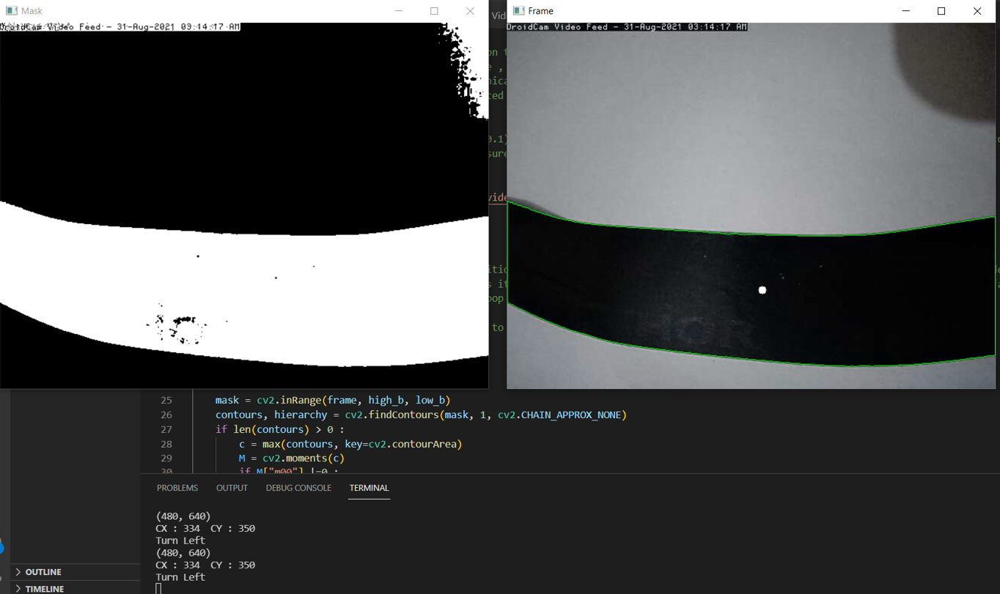 Mask
Vid
Frame
DroidCam Video Feed - 31-Aug-2021 03:14:17 AM
DroidCam Video Feed - 31-Aug-2021 03:14:17 AM
on t
e ,
nica
ted
0.1)
sure
vide
itic
s it
oop
to
25 mask = cv2.inRange(frame, high_b, low_b)
26 contours, hierarchy = cv2.findContours(mask, 1, cv2.CHAIN_APPROX_NONE)
27 if len(contours) > 0 :
28 c = max(contours, key=cv2.contourArea)
29 M = cv2.moments(c)
30 if M["m00"] !=0 :
PROBLEMS OUTPUT DEBUG CONSOLE TERMINAL
(480, 640)
CX : 334 CY : 350
Turn Left
(480, 640)
CX : 334 CY : 350
Turn Left
OUTLINE
TIMELINE